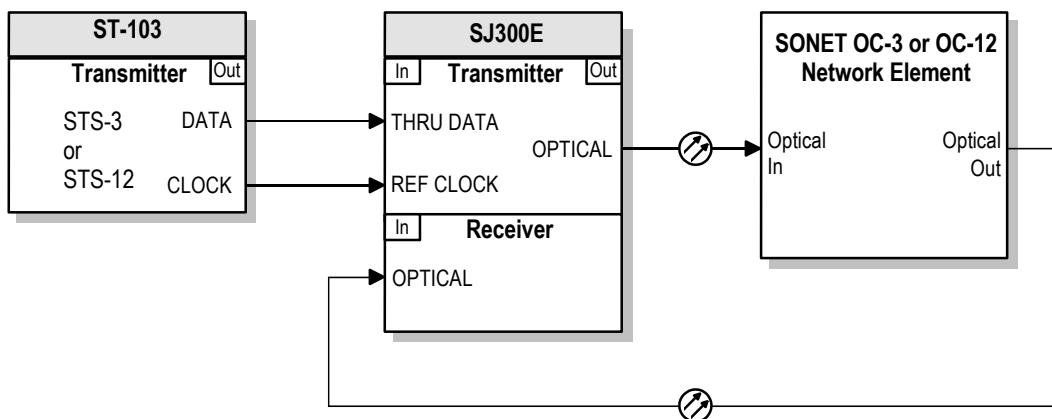 ST-103
Transmitter
Out
STS-3
or
STS-12
DATA
CLOCK
SJ300E
In
Transmitter
Out
THRU DATA
OPTICAL
REF CLOCK
In
Receiver
OPTICAL
SONET OC-3 or OC-12
Network Element
Optical
In
Optical
Out